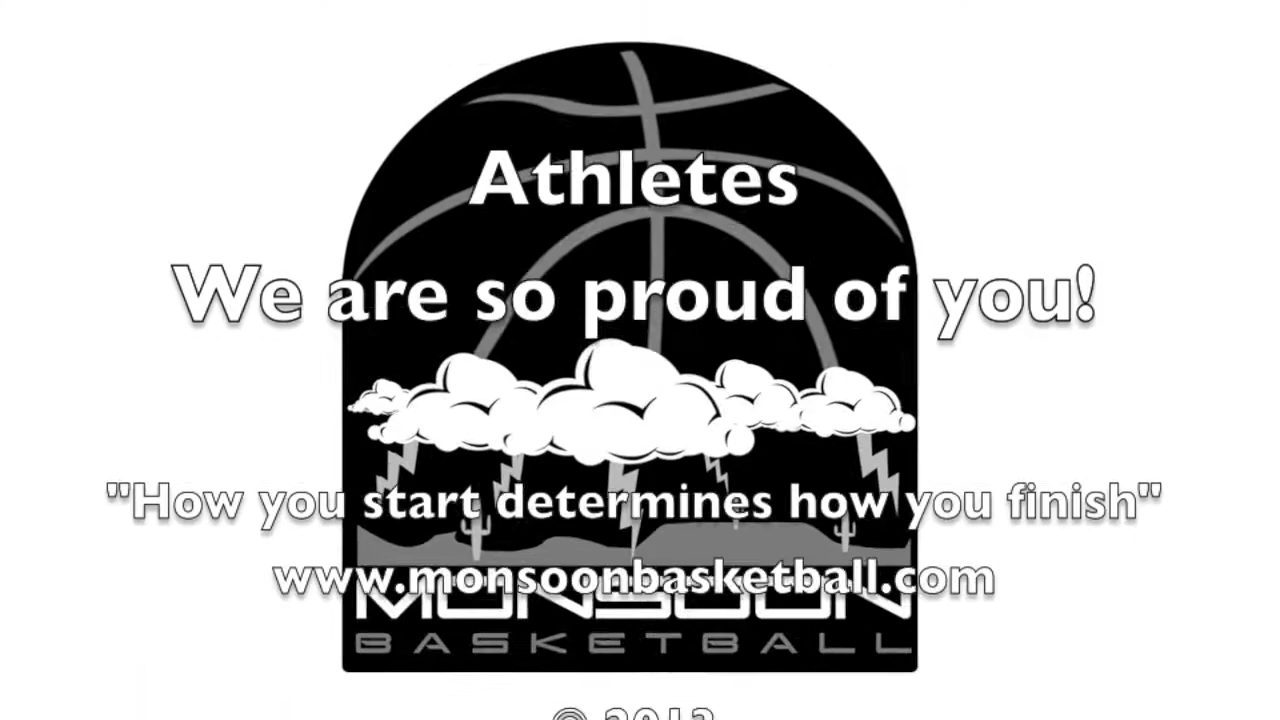 Athletes
We are so proud of you!
"How you start determines how you finish"
www.monsoonbasketball.com
MONSOON
BASKETBALL